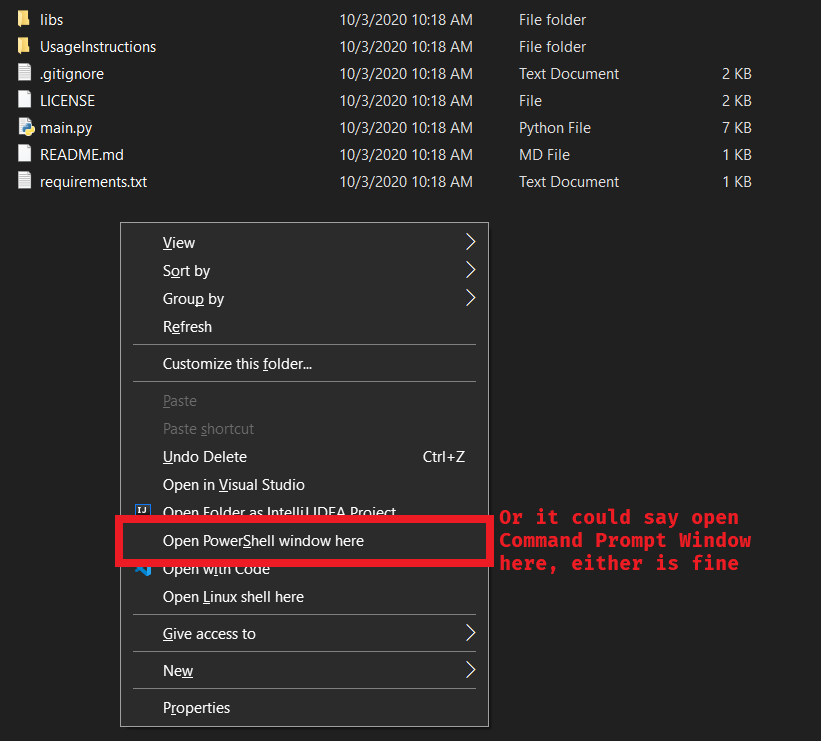 libs 10/3/2020 10:18 AM File folder
UsageInstructions 10/3/2020 10:18 AM File folder
.gitignore 10/3/2020 10:18 AM Text Document 2 KB
LICENSE 10/3/2020 10:18 AM File 2 KB
main.py 10/3/2020 10:18 AM Python File 7 KB
README.md 10/3/2020 10:18 AM MD File 1 KB
requirements.txt 10/3/2020 10:18 AM Text Document 1 KB
View
Sort by
Group by
Refresh
Customize this folder...
Paste
Paste shortcut
Undo Delete Ctrl+Z
Open in Visual Studio
IJ Open Folder as IntelliJ IDEA Project
Open PowerShell window here
Open with Code
Open Linux shell here
Give access to
New
Properties
Or it could say open
Command Prompt Window
here, either is fine